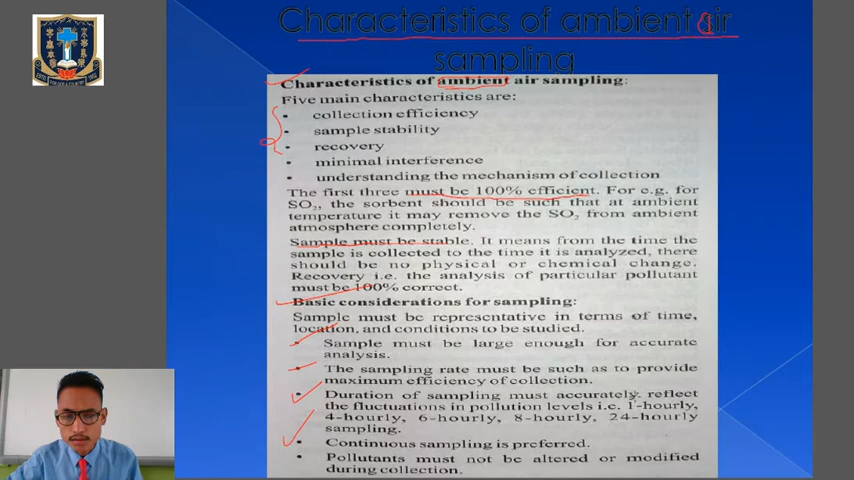 Characteristics of ambient air
sampling
Characteristics of ambient air sampling:
Five main characteristics are:
• collection efficiency
• sample stability
• recovery
• minimal interference
• understanding the mechanism of collection
The first three must be 100% efficient. For e.g. for
SO₂, the sorbent should be such that at ambient
temperature it may remove the SO₂ from ambient
atmosphere completely.
Sample must be stable. It means from the time the
sample is collected to the time it is analyzed, there
should be no physical or chemical change.
Recovery i.e. the analysis of particular pollutant
must be 100% correct.
Basic considerations for sampling:
Sample must be representative in terms of time,
location, and conditions to be studied.
• Sample must be large enough for accurate
analysis.
• The sampling rate must be such as to provide
maximum efficiency of collection.
• Duration of sampling must accurately reflect
the fluctuations in pollution levels i.e. 1-hourly,
4-hourly, 6-hourly, 8-hourly, 24-hourly
sampling.
• Continuous sampling is preferred.
• Pollutants must not be altered or modified
during collection.